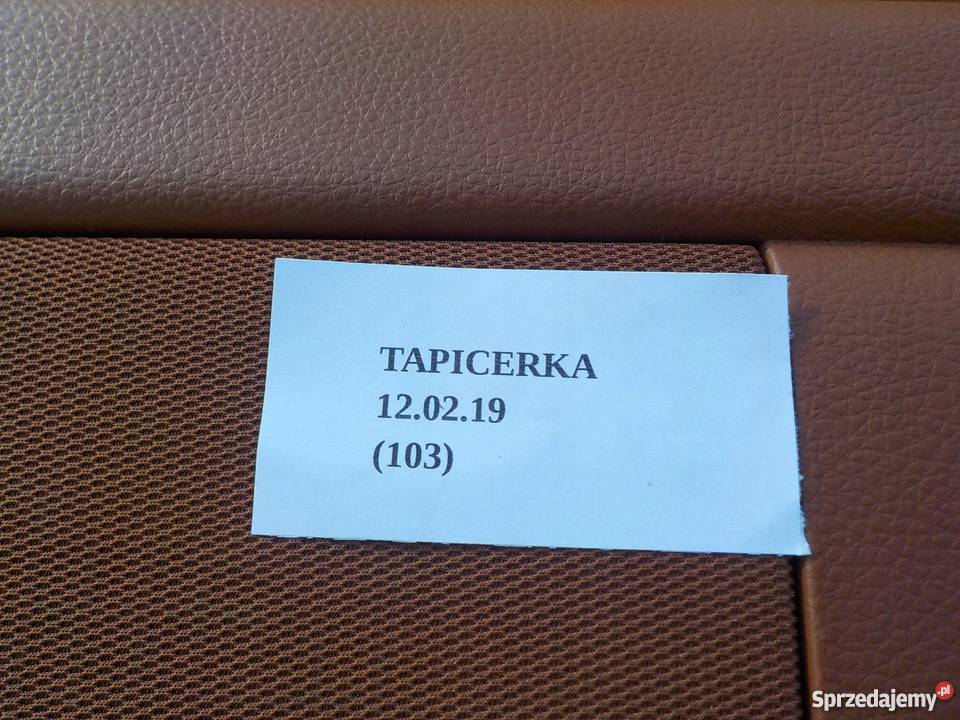 TAPICERKA
12.02.19
(103)
Sprzedajemy.pl